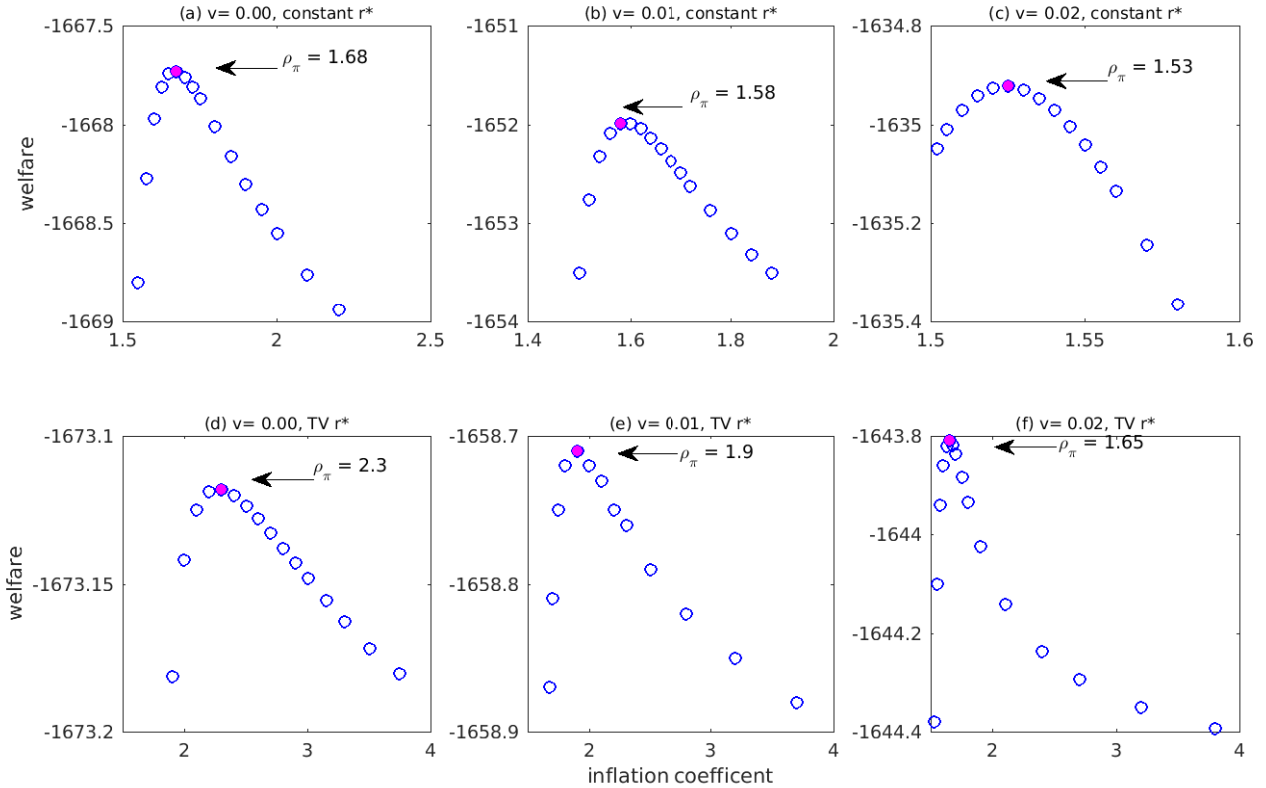 (a) v= 0.00, constant r*
(b) v= 0.01, constant r*
(c) v= 0.02, constant r*
-1667.5
-1668
-1668.5
-1669
welfare
ρπ = 1.68
1.5
2
2.5
-1651
-1652
-1653
-1654
ρπ = 1.58
1.4
1.6
1.8
2
-1634.8
-1635
-1635.2
-1635.4
ρπ = 1.53
1.5
1.55
1.6
(d) v= 0.00, TV r*
(e) v= 0.01, TV r*
(f) v= 0.02, TV r*
-1673.1
-1673.15
-1673.2
welfare
ρπ = 2.3
2
3
4
-1658.7
-1658.8
-1658.9
ρπ = 1.9
2
3
4
inflation coefficent
-1643.8
-1644
-1644.2
-1644.4
ρπ = 1.65
2
3
4